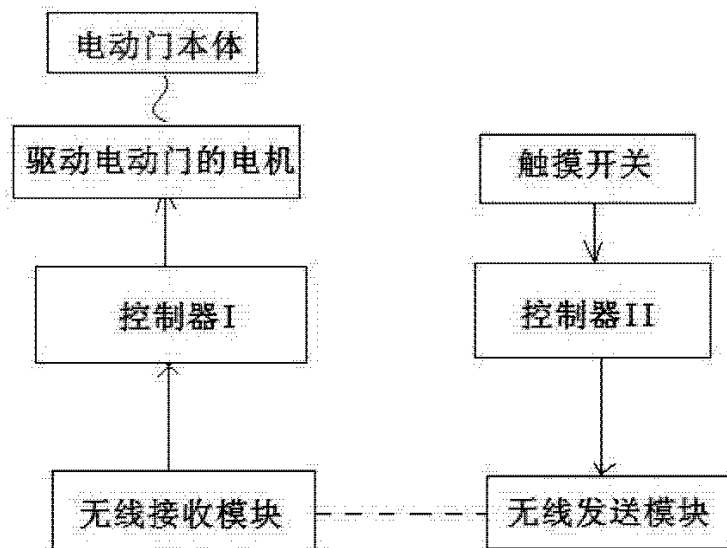 电动门本体
驱动电动门的电机
触摸开关
控制器I
控制器II
无线接收模块
无线发送模块